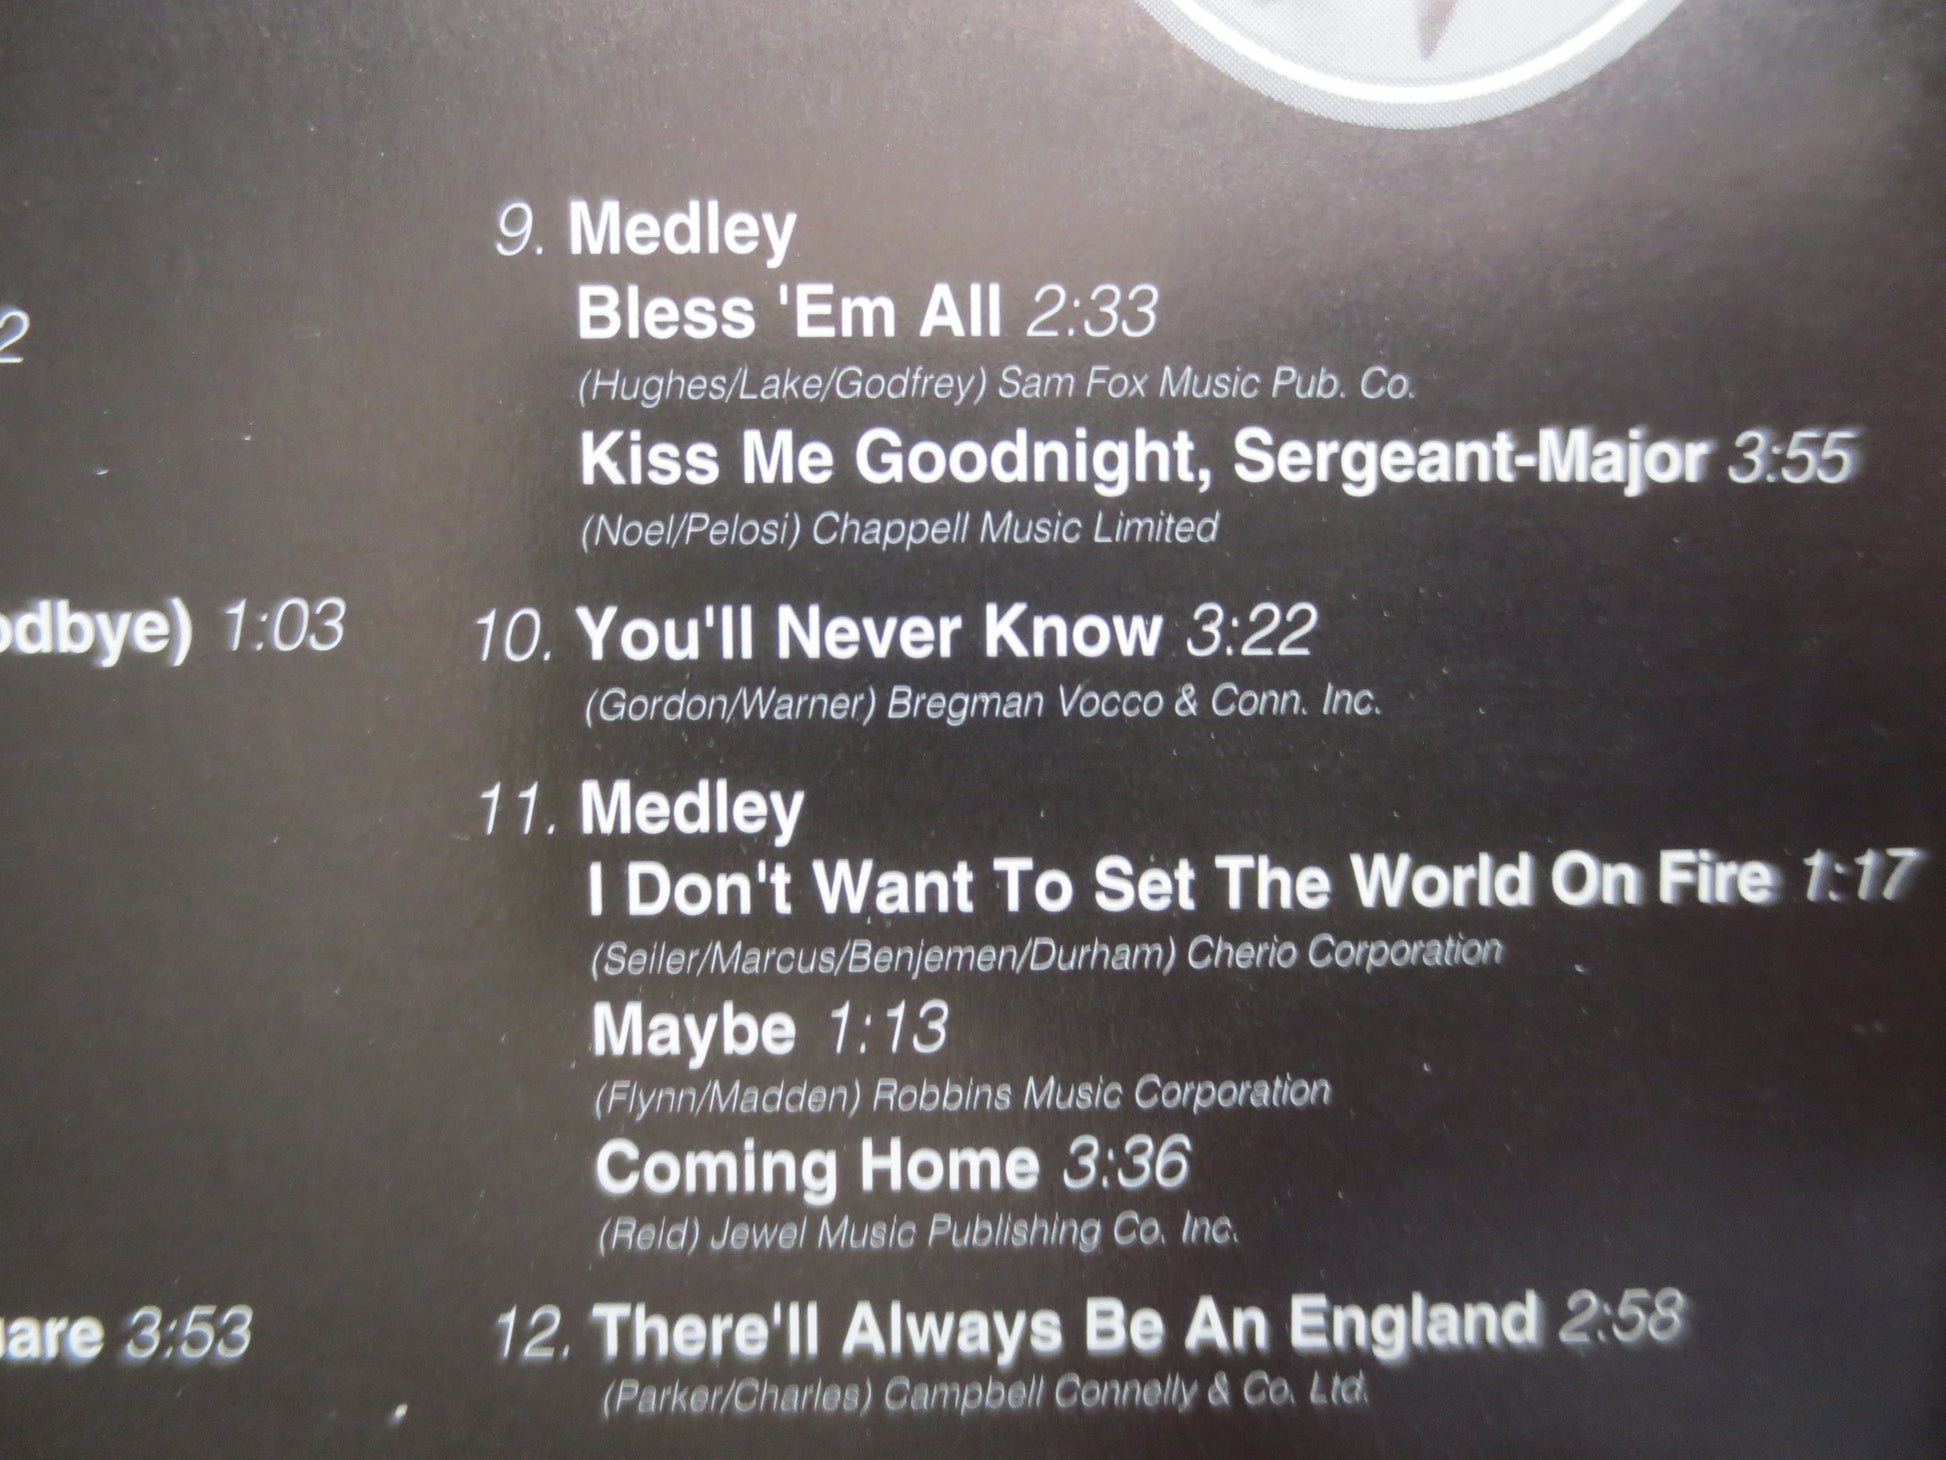 9. Medley
Bless 'Em All 2:33
(Hughes/Lake/Godfrey) Sam Fox Music Pub. Co.
Kiss Me Goodnight, Sergeant-Major 3:55
(Noel/Pelosi) Chappell Music Limited
odbye) 1:03
10. You'll Never Know 3:22
(Gordon/Warner) Bregman Vocco & Conn. Inc.
11. Medley
I Don't Want To Set The World On Fire 1:17
(Seiler/Marcus/Benjemen/Durham) Cherio Corporation
Maybe 1:13
(Flynn/Madden) Robbins Music Corporation
Coming Home 3:36
(Reid) Jewel Music Publishing Co. Inc.
uare 3:53
12. There'll Always Be An England 2:58
(Parker/Charles) Campbell Connelly & Co. Ltd.